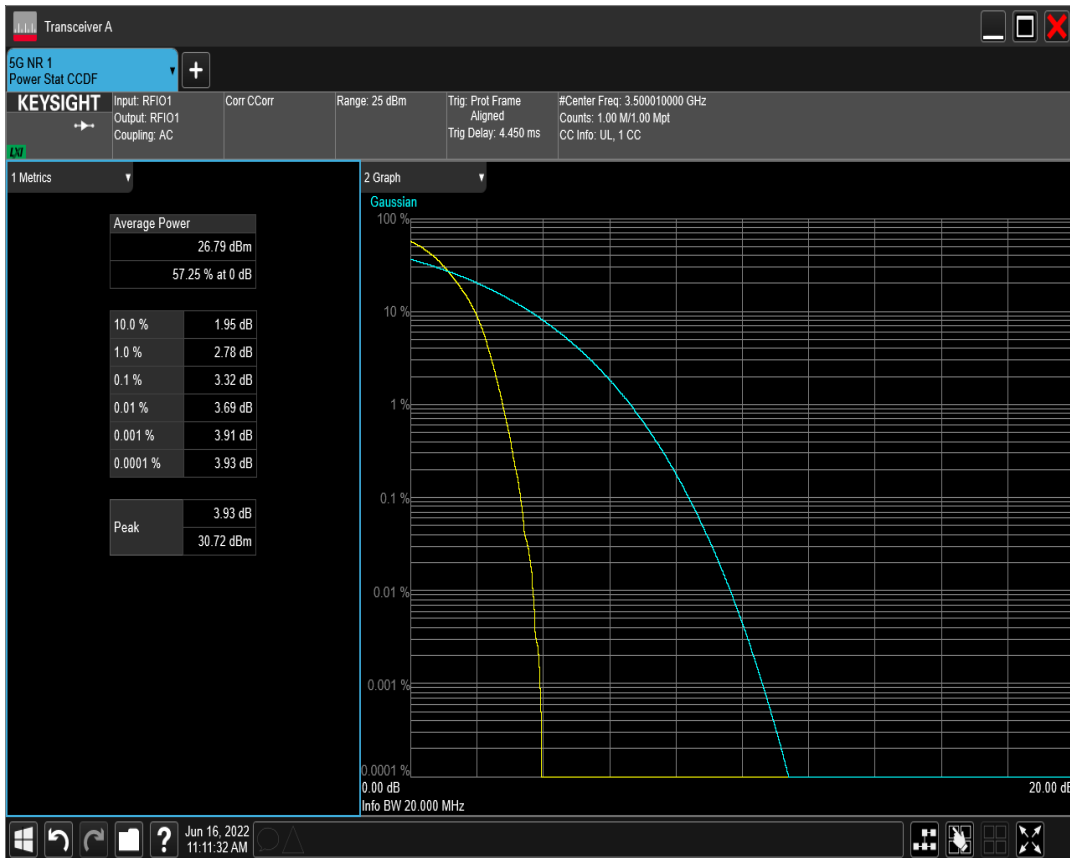 Transceiver A
5G NR 1
Power Stat CCDF
+
KEYSIGHT
LXI
Input: RFIO1
Output: RFIO1
Coupling: AC
Corr CCorr
Range: 25 dBm
Trig: Prot Frame
Aligned
Trig Delay: 4.450 ms
#Center Freq: 3.500010000 GHz
Counts: 1.00 M/1.00 Mpt
CC Info: UL, 1 CC
1 Metrics
Average Power
26.79 dBm
57.25 % at 0 dB
10.0 % 1.95 dB
1.0 % 2.78 dB
0.1 % 3.32 dB
0.01 % 3.69 dB
0.001 % 3.91 dB
0.0001 % 3.93 dB
Peak
3.93 dB
30.72 dBm
2 Graph
Gaussian
100 %
10 %
1 %
0.1 %
0.01 %
0.001 %
0.0001 %
0.00 dB 20.00 dB
Info BW 20.000 MHz
?
Jun 16, 2022
11:11:32 AM